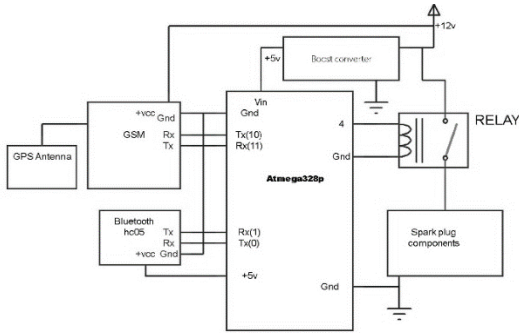 +12v
+5v
Boost converter
Vin
+vcc
Gnd
Gnd
GSM
Rx
Tx
Tx(10)
Rx(11)
4
Gnd
RELAY
GPS Antenna
Atmega328p
Bluetooth
hc05
Tx
Rx
+vcc Gnd
Rx(1)
Tx(0)
+5v
Gnd
Spark plug
components